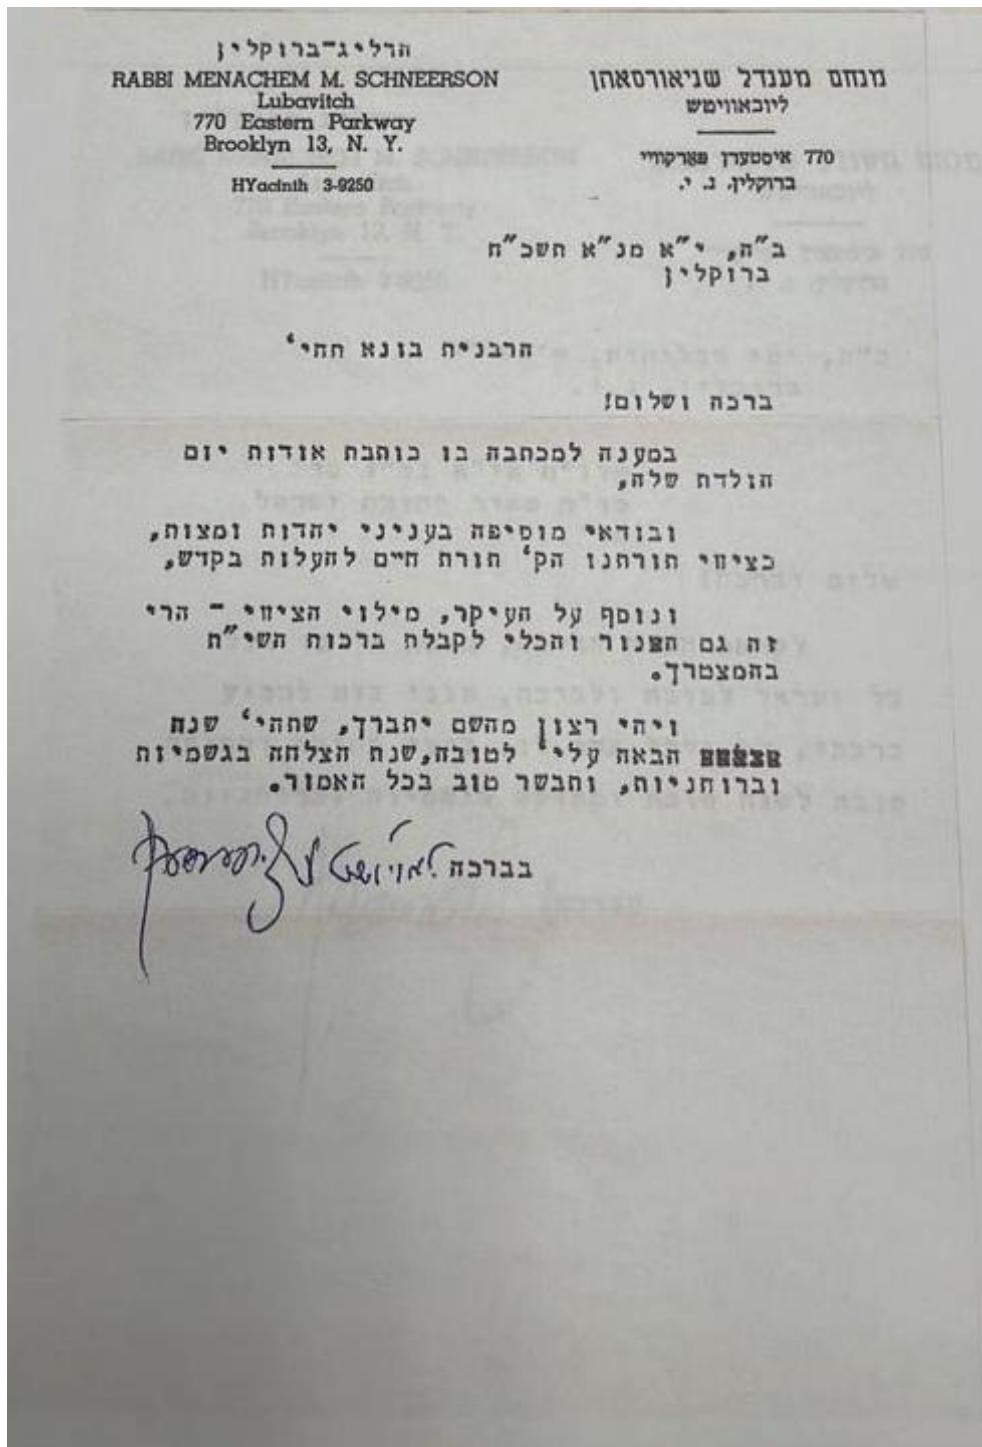 הדליג-ברוקלין
RABBI MENACHEM M. SCHNEERSON
Lubavitch
770 Eastern Parkway
Brooklyn 13, N. Y.
HYacinth 3-9250
מנחם מענדל שניאורסאהן
ליובאוויטש
770 איסטערן פארקוויי
ברוקלין, נ. י.
ב"ה, י"א מנ"א תשכ"ח
ברוקלין
הרבנית בונא תחי'
ברכה ושלום!
במענה למכתבה בו כותבת אודות יום
הולדת שלה,
ובודאי מוסיפה בעניני יהדות ומצות,
כציווי תורתנו הק' תורת חיים להעלות בקדש,
ונוסף על העיקר, מילוי הציווי - הרי
זה גם הצנור והכלי לקבלת ברכות השי"ת
בהמצטרך.
ויהי רצון מהשם יתברך, שתהי' שנה
הבאה עלי' לטובה,שנת הצלחה בגשמיות
וברוחניות, ותבשר טוב בכל האמור.
בברכה